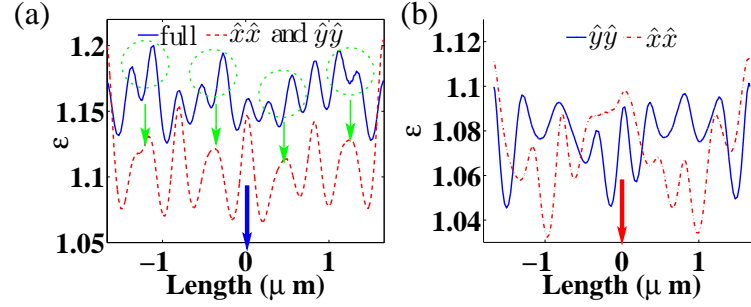 (a)
full x̂x̂ and ŷŷ
1.2
1.15
1.1
1.05
ε
−1 0 1
Length (μ m)
(b)
ŷŷ x̂x̂
1.12
1.1
1.08
1.06
1.04
ε
−1 0 1
Length (μ m)